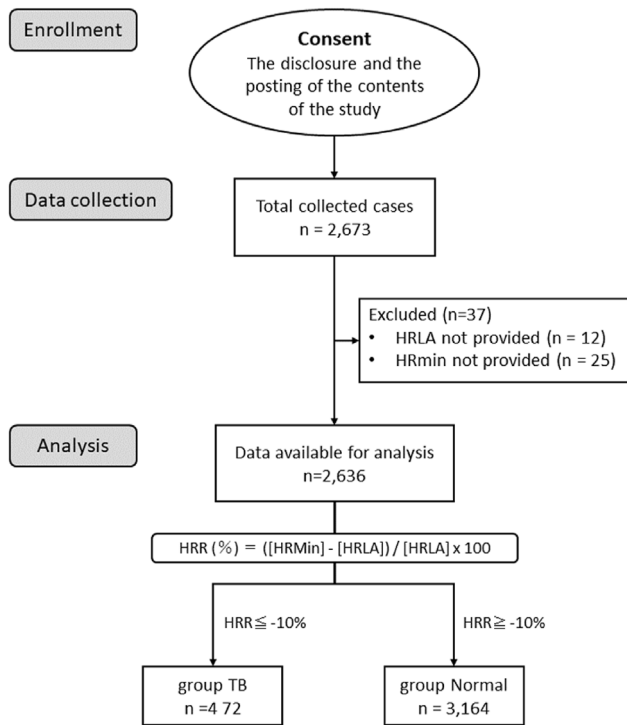 Enrollment
Consent
The disclosure and the
posting of the contents
of the study
Data collection
Total collected cases
n = 2,673
Excluded (n=37)
• HRLA not provided (n = 12)
• HRmin not provided (n = 25)
Analysis
Data available for analysis
n=2,636
HRR (%) = ([HRMin] - [HRLA]) / [HRLA] x 100
HRR≦ -10%
HRR≧ -10%
group TB
n =4 72
group Normal
n = 3,164